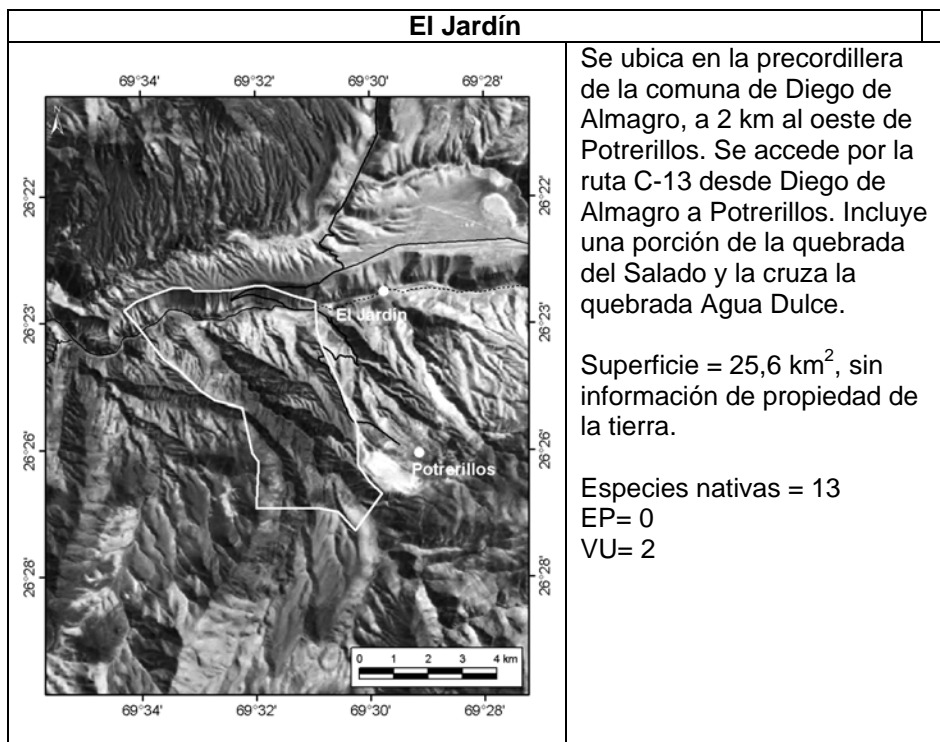 El Jardín
69°34' 69°32' 69°30' 69°28'
26°22' 26°22'
26°23' 26°23'
El Jardín
26°26' 26°26'
Potrerillos
26°28' 26°28'
0 1 2 3 4 km
69°34' 69°32' 69°30' 69°28'
Se ubica en la precordillera
de la comuna de Diego de
Almagro, a 2 km al oeste de
Potrerillos. Se accede por la
ruta C-13 desde Diego de
Almagro a Potrerillos. Incluye
una porción de la quebrada
del Salado y la cruza la
quebrada Agua Dulce.
Superficie = 25,6 km², sin
información de propiedad de
la tierra.
Especies nativas = 13
EP= 0
VU= 2